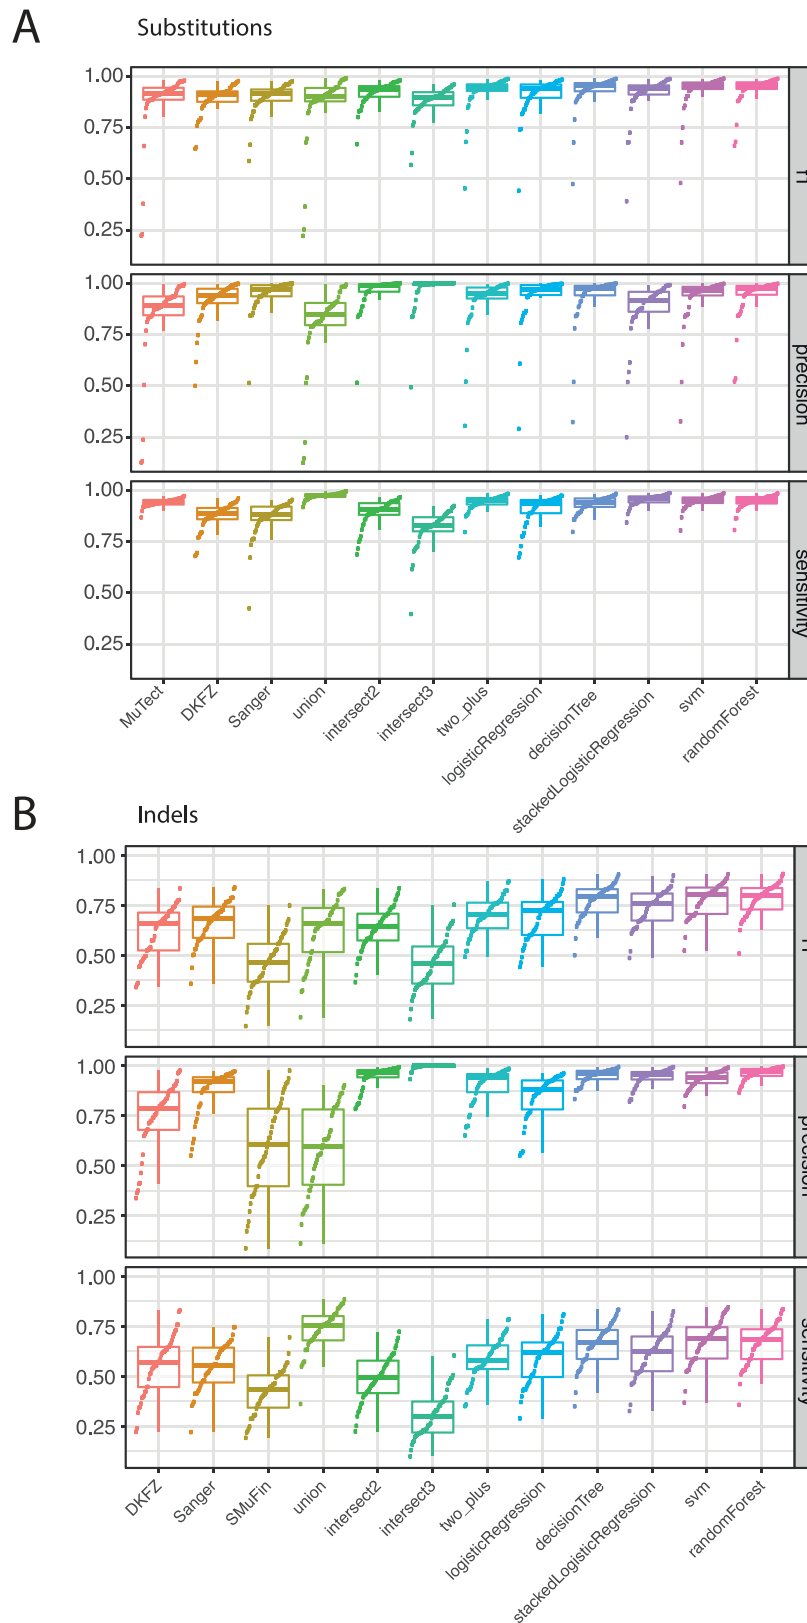 A
Substitutions
1.00
0.75
0.50
0.25
1.00
0.75
0.50
0.25
precision
1.00
0.75
0.50
0.25
sensitivity
MuTect
DKFZ
Sanger
union
intersect2
intersect3
two_plus
logisticRegression
decisionTree
stackedLogisticRegression
svm
randomForest
B
Indels
1.00
0.75
0.50
0.25
1.00
0.75
0.50
0.25
precision
1.00
0.75
0.50
0.25
sensitivity
DKFZ
Sanger
SMuFin
union
intersect2
intersect3
two_plus
logisticRegression
decisionTree
stackedLogisticRegression
svm
randomForest